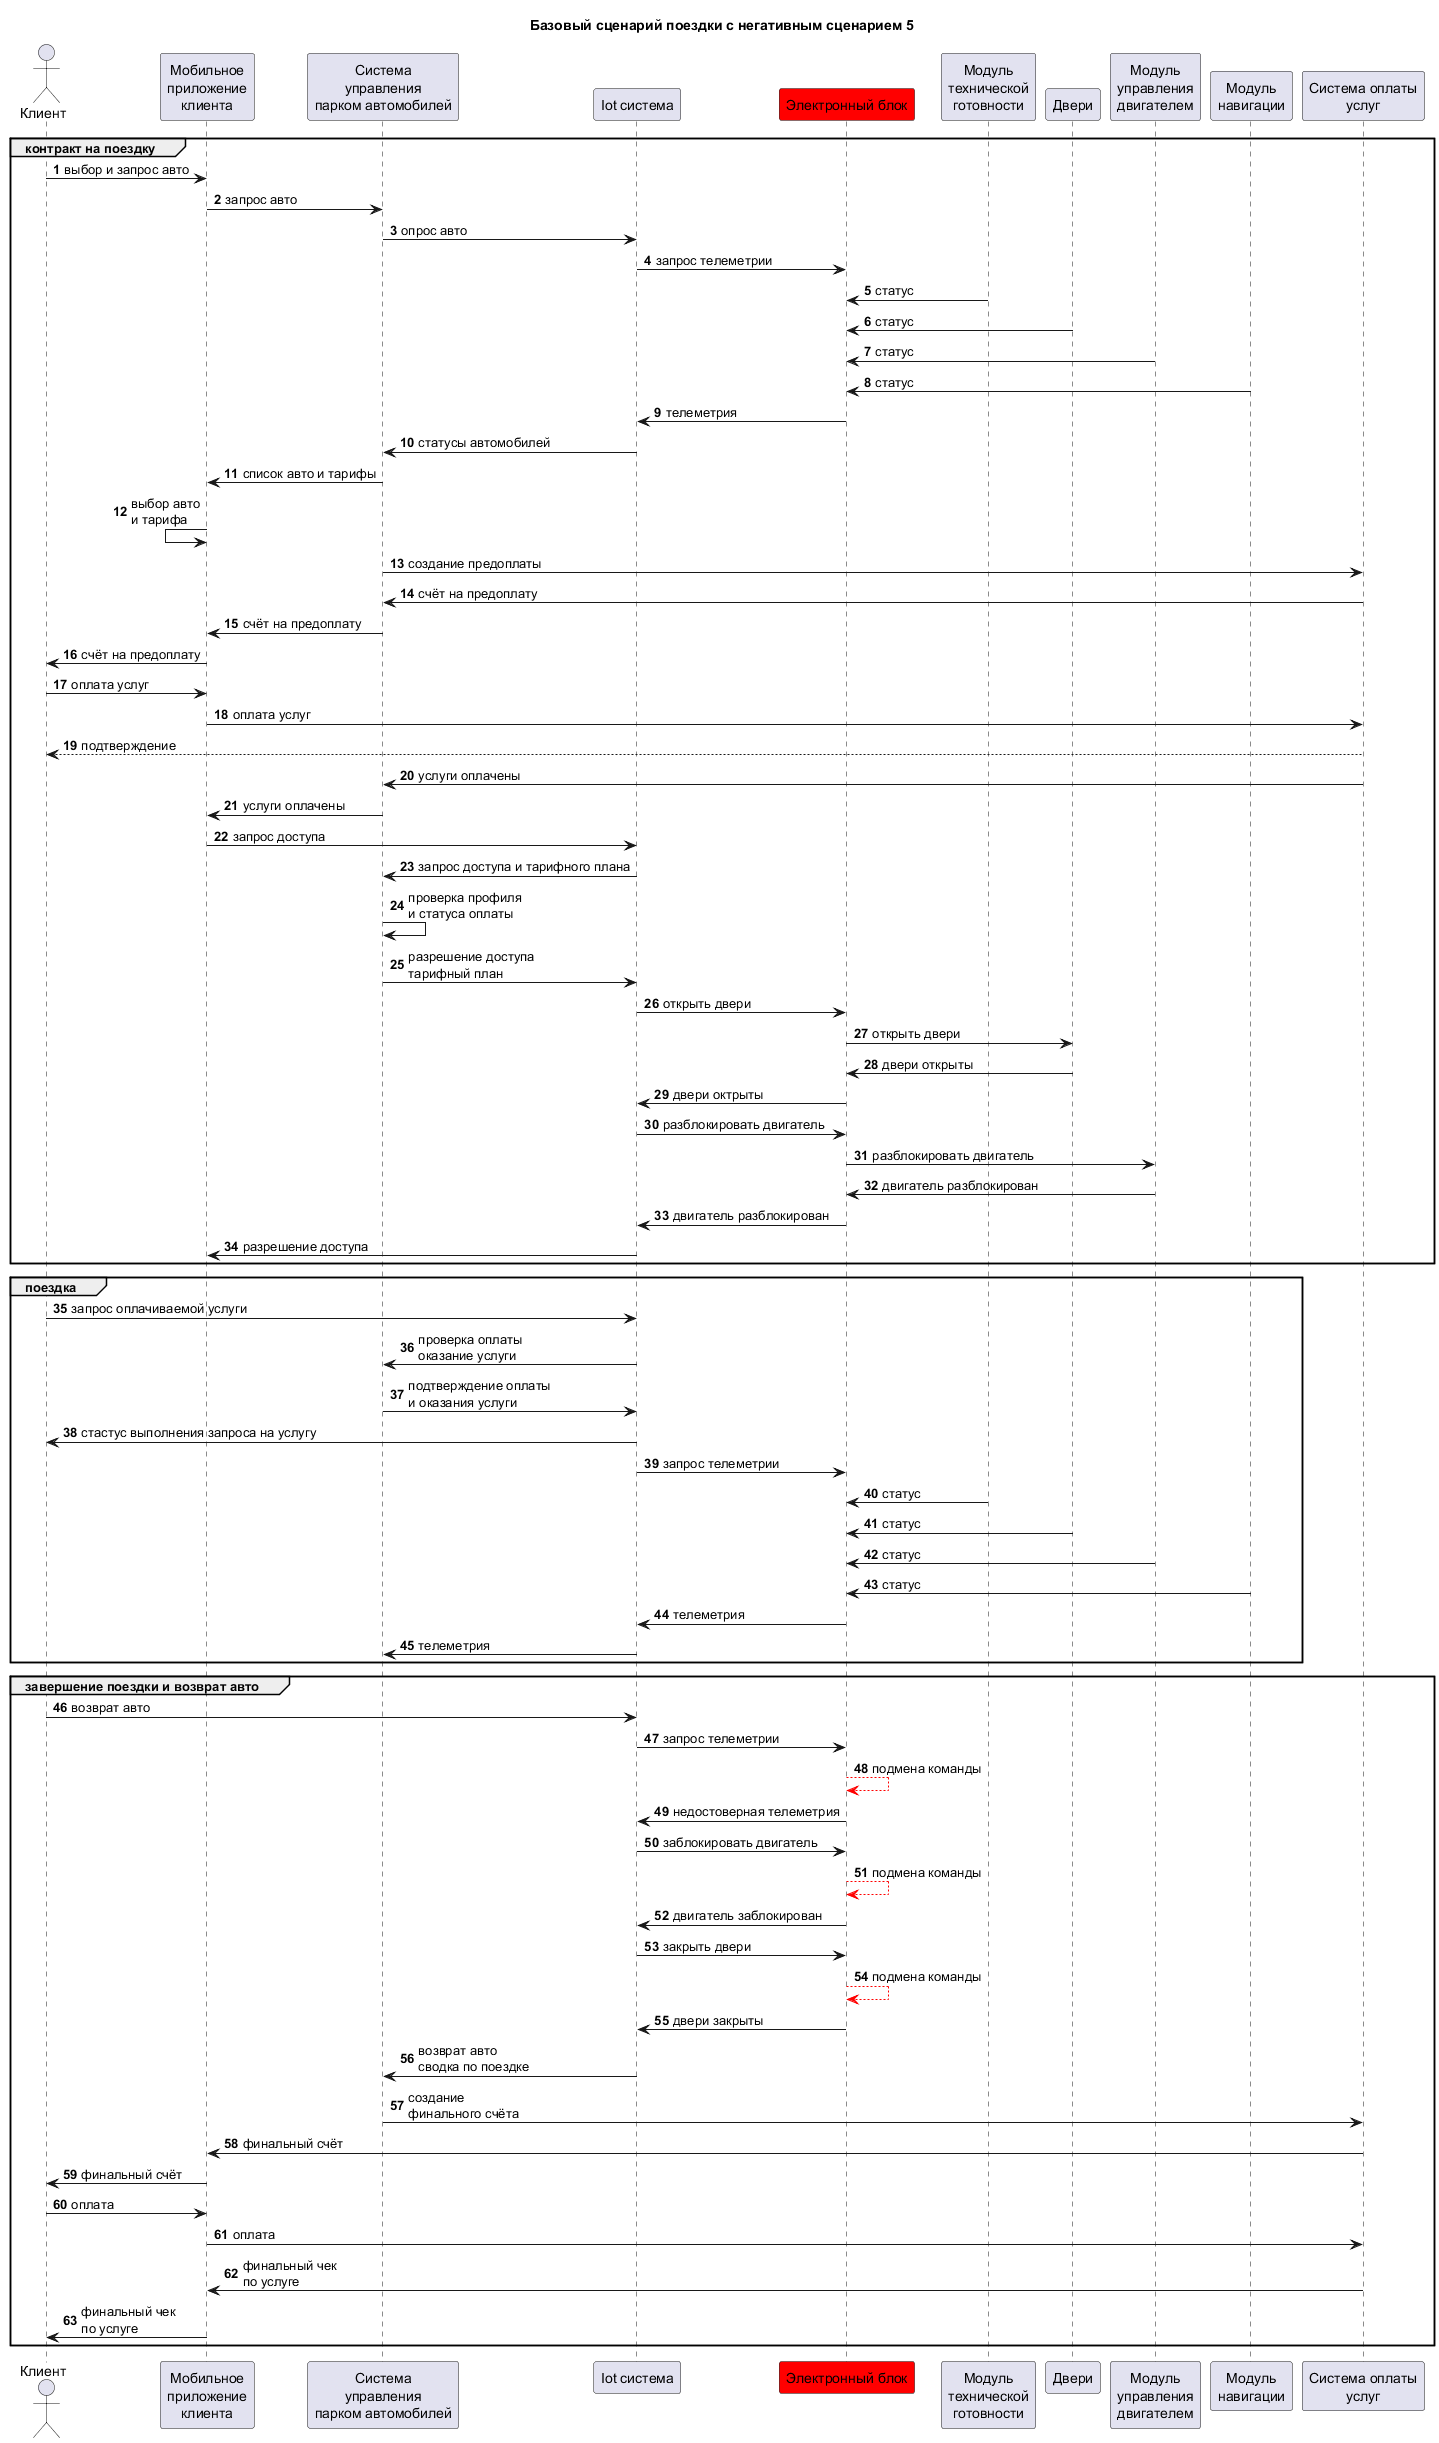 Базовый сценарий поездки с негативным сценарием 5
Клиент
Мобильное
приложение
клиента
Система
управления
парком автомобилей
Iot система
Электронный блок
Модуль
технической
готовности
Двери
Модуль
управления
двигателем
Модуль
навигации
Система оплаты
услуг
контракт на поездку
1 выбор и запрос авто
2 запрос авто
3 опрос авто
4 запрос телеметрии
5 статус
6 статус
7 статус
8 статус
9 телеметрия
10 статусы автомобилей
11 список авто и тарифы
12 выбор авто
и тарифа
13 создание предоплаты
14 счёт на предоплату
15 счёт на предоплату
16 счёт на предоплату
17 оплата услуг
18 оплата услуг
19 подтверждение
20 услуги оплачены
21 услуги оплачены
22 запрос доступа
23 запрос доступа и тарифного плана
24 проверка профиля
и статуса оплаты
25 разрешение доступа
тарифный план
26 открыть двери
27 открыть двери
28 двери открыты
29 двери октрыты
30 разблокировать двигатель
31 разблокировать двигатель
32 двигатель разблокирован
33 двигатель разблокирован
34 разрешение доступа
поездка
35 запрос оплачиваемой услуги
36 проверка оплаты
оказание услуги
37 подтверждение оплаты
и оказания услуги
38 стастус выполнения запроса на услугу
39 запрос телеметрии
40 статус
41 статус
42 статус
43 статус
44 телеметрия
45 телеметрия
завершение поездки и возврат авто
46 возврат авто
47 запрос телеметрии
48 подмена команды
49 недостоверная телеметрия
50 заблокировать двигатель
51 подмена команды
52 двигатель заблокирован
53 закрыть двери
54 подмена команды
55 двери закрыты
56 возврат авто
сводка по поездке
57 создание
финального счёта
58 финальный счёт
59 финальный счёт
60 оплата
61 оплата
62 финальный чек
по услуге
63 финальный чек
по услуге
Клиент
Мобильное
приложение
клиента
Система
управления
парком автомобилей
Iot система
Электронный блок
Модуль
технической
готовности
Двери
Модуль
управления
двигателем
Модуль
навигации
Система оплаты
услуг